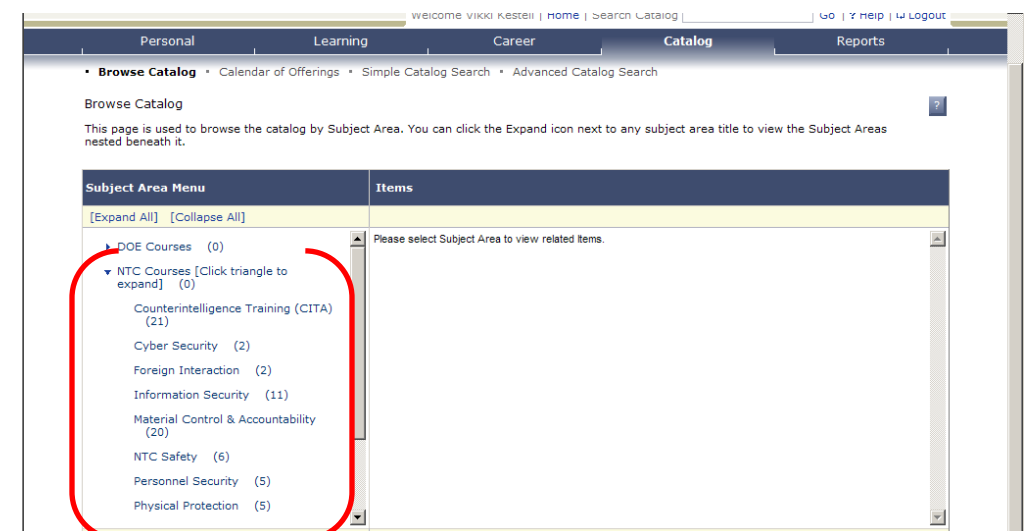 Welcome Vikki Kestell | Home | Search Catalog Go | ? Help | Logout
Personal Learning Career Catalog Reports
Browse Catalog Calendar of Offerings Simple Catalog Search Advanced Catalog Search
Browse Catalog ?
This page is used to browse the catalog by Subject Area. You can click the Expand icon next to any subject area title to view the Subject Areas
nested beneath it.
Subject Area Menu Items
[Expand All] [Collapse All]
DOE Courses (0) Please select Subject Area to view related Items.
NTC Courses [Click triangle to
expand] (0)
Counterintelligence Training (CITA)
(21)
Cyber Security (2)
Foreign Interaction (2)
Information Security (11)
Material Control & Accountability
(20)
NTC Safety (6)
Personnel Security (5)
Physical Protection (5)